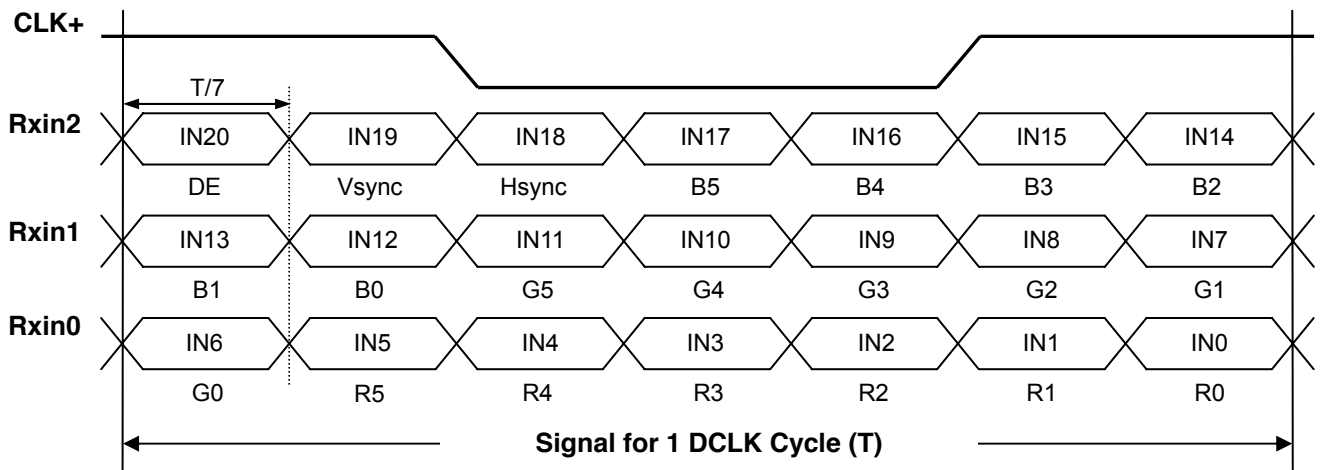 CLK+
T/7
Rxin2 IN20 IN19 IN18 IN17 IN16 IN15 IN14
DE Vsync Hsync B5 B4 B3 B2
Rxin1 IN13 IN12 IN11 IN10 IN9 IN8 IN7
B1 B0 G5 G4 G3 G2 G1
Rxin0 IN6 IN5 IN4 IN3 IN2 IN1 IN0
G0 R5 R4 R3 R2 R1 R0
Signal for 1 DCLK Cycle (T)